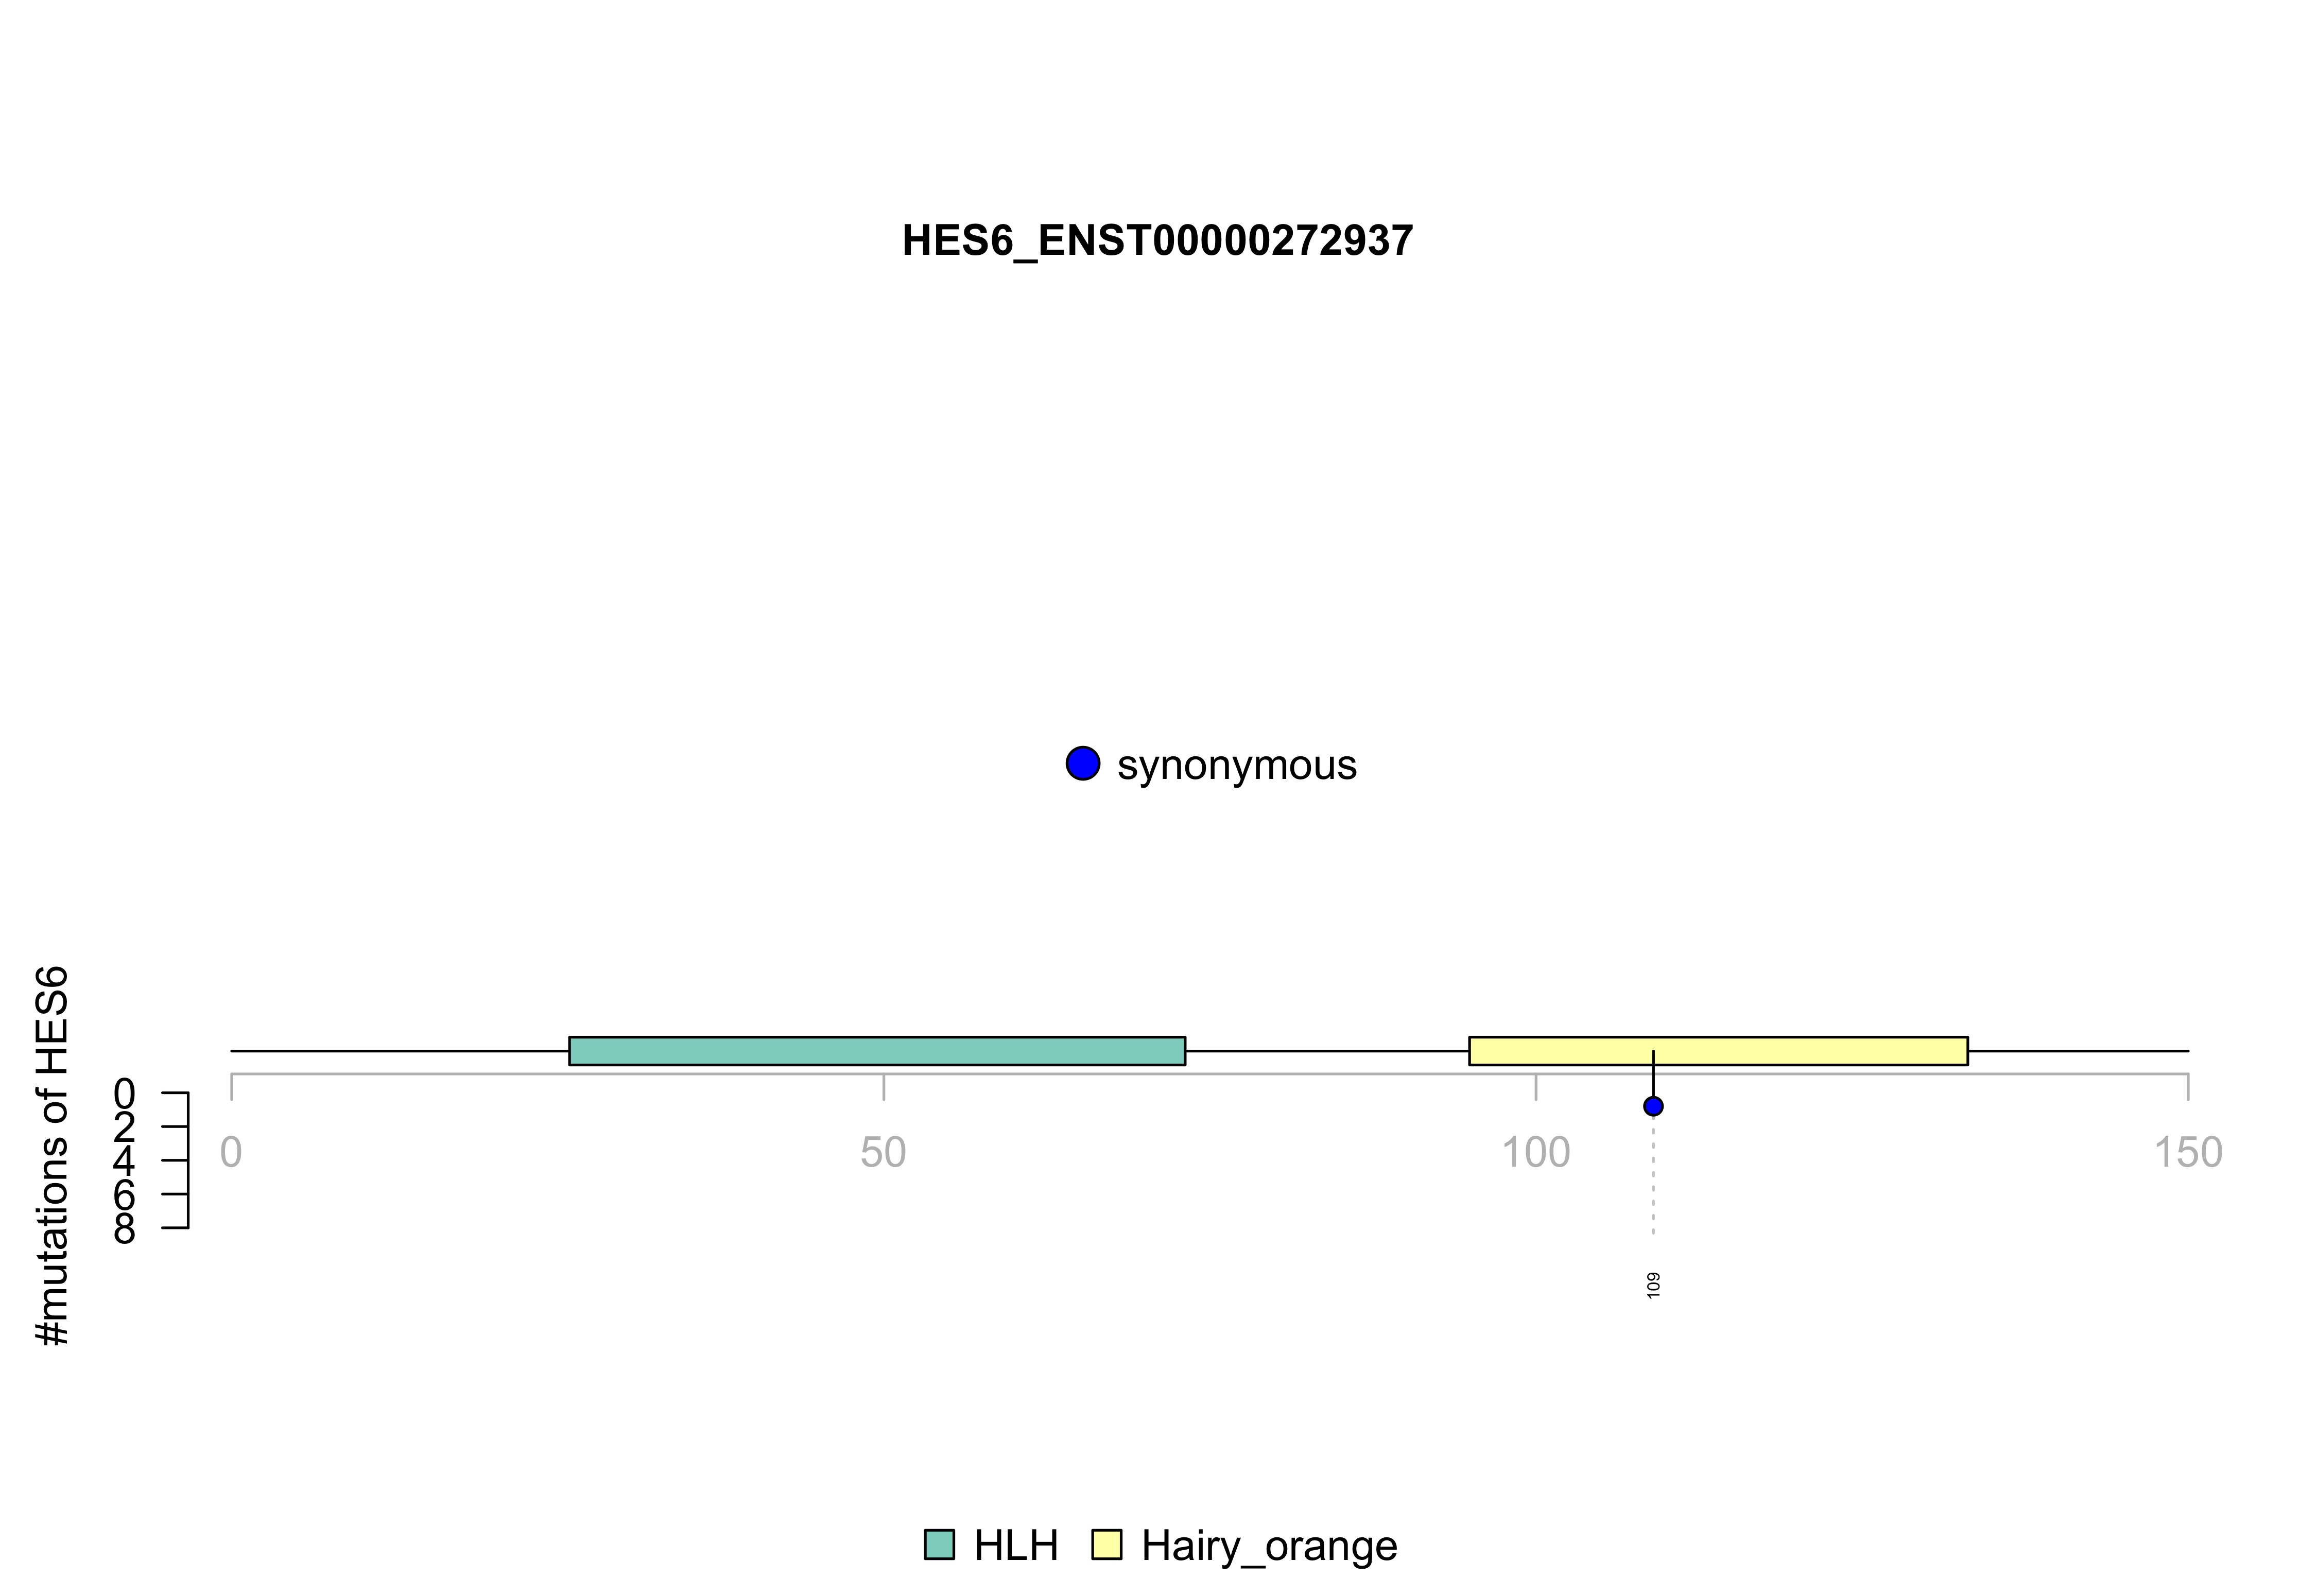 HES6_ENST00000272937
synonymous
#mutations of HES6
0
2
4
6
8
0 50 100 150
109
HLH Hairy_orange